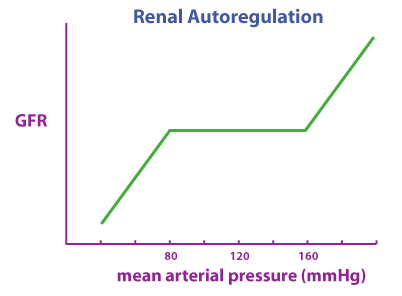 Renal Autoregulation
GFR
80 120 160
mean arterial pressure (mmHg)